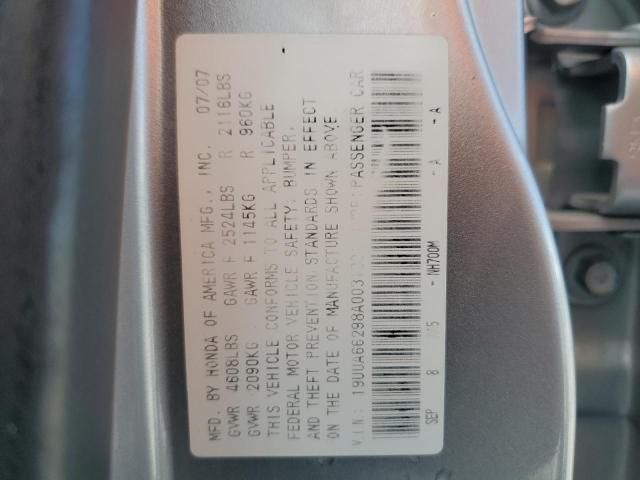 MFD. BY HONDA OF AMERICA MFG., INC. 07/07
GVWR 4608LBS GAWR F 2524LBS R 2116LBS
GVWR 2090KG GAWR F 1145KG R 960KG
THIS VEHICLE CONFORMS TO ALL APPLICABLE
FEDERAL MOTOR VEHICLE SAFETY, BUMPER,
AND THEFT PREVENTION STANDARDS IN EFFECT
ON THE DATE OF MANUFACTURE SHOWN ABOVE.
V.I.N.: PASSENGER CAR
SEP 8 - NH700M - A - A